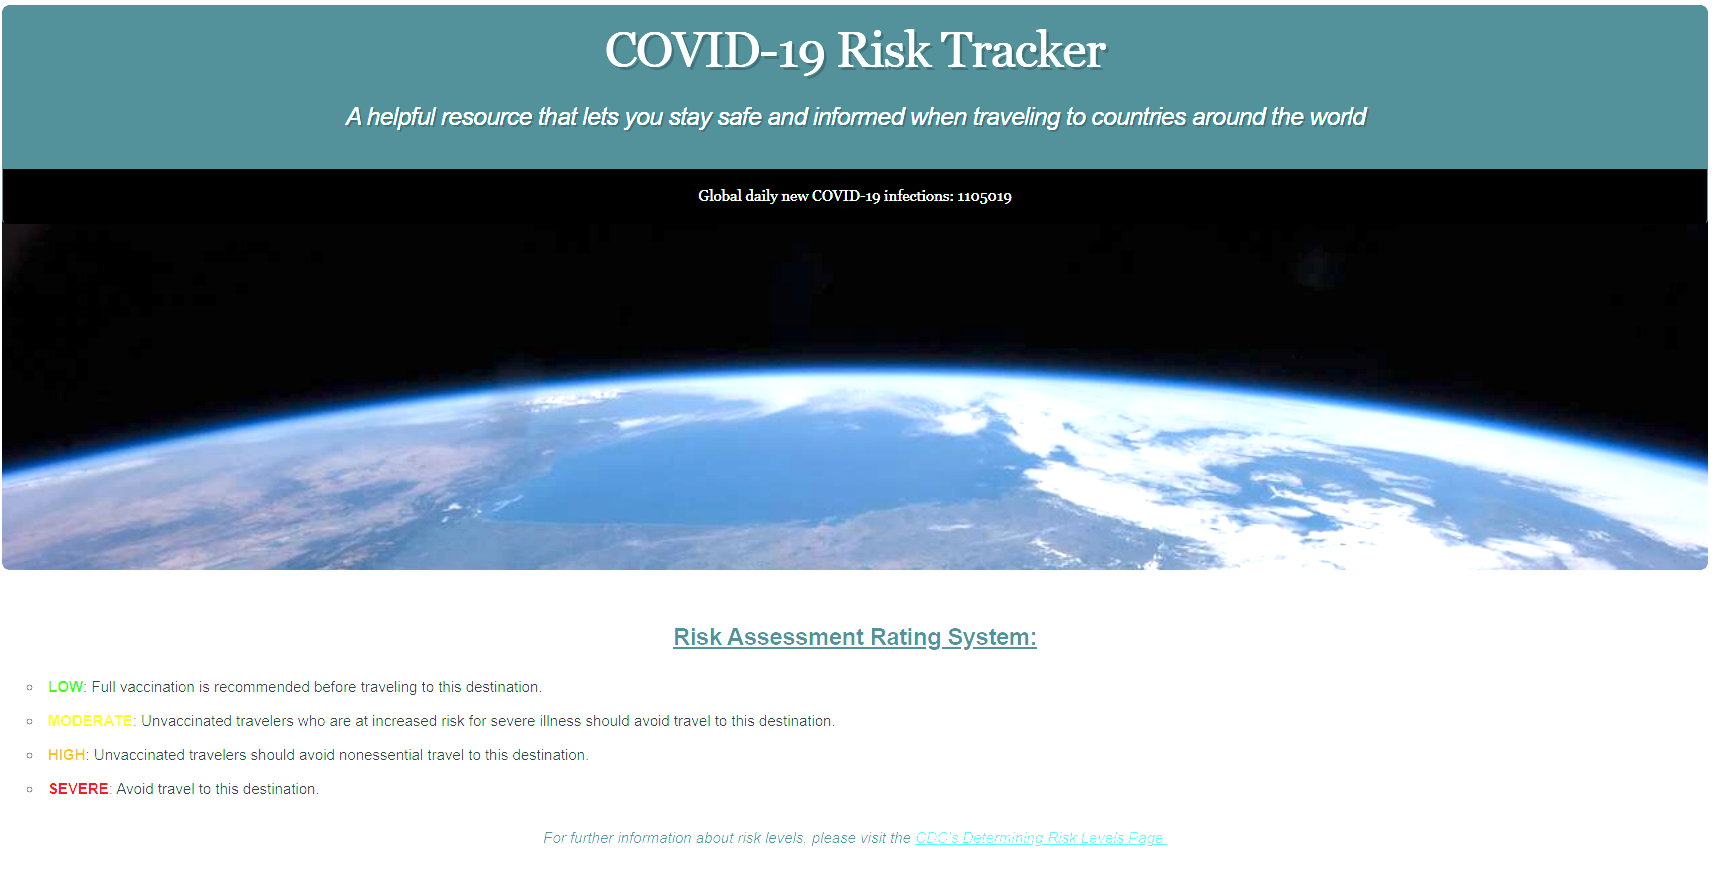 COVID-19 Risk Tracker
A helpful resource that lets you stay safe and informed when traveling to countries around the world
Global daily new COVID-19 infections: 1105019
Risk Assessment Rating System:
LOW: Full vaccination is recommended before traveling to this destination.
MODERATE: Unvaccinated travelers who are at increased risk for severe illness should avoid travel to this destination.
HIGH: Unvaccinated travelers should avoid nonessential travel to this destination.
SEVERE: Avoid travel to this destination.
For further information about risk levels, please visit the CDC's Determining Risk Levels Page.